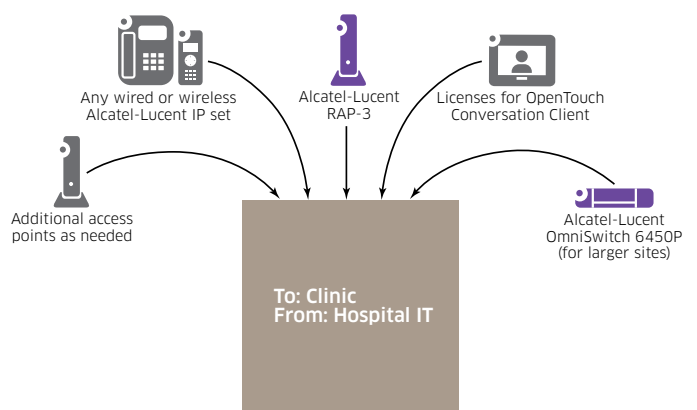 Any wired or wireless
Alcatel-Lucent IP set
Alcatel-Lucent
RAP-3
Licenses for OpenTouch
Conversation Client
Additional access
points as needed
Alcatel-Lucent
OmniSwitch 6450P
(for larger sites)
To: Clinic
From: Hospital IT